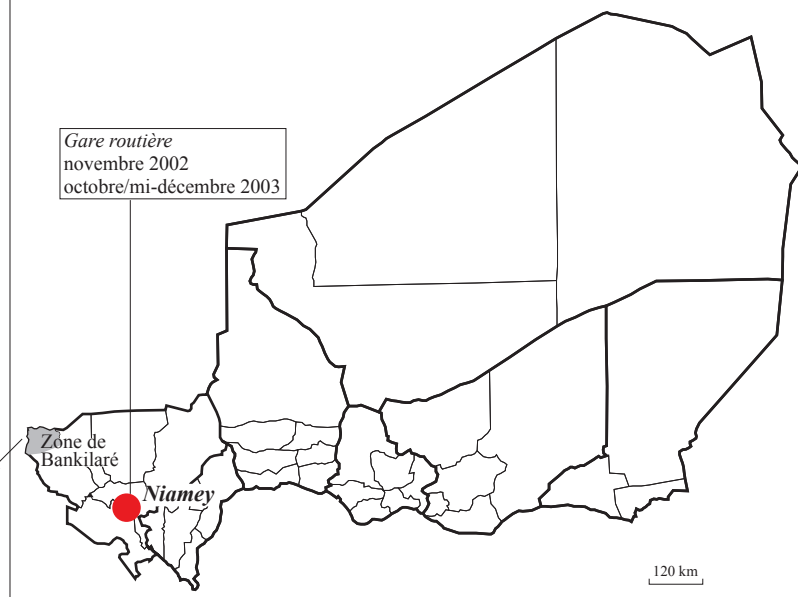 Gare routière
novembre 2002
octobre/mi-décembre 2003
Zone de
Bankilaré
Niamey
120 km